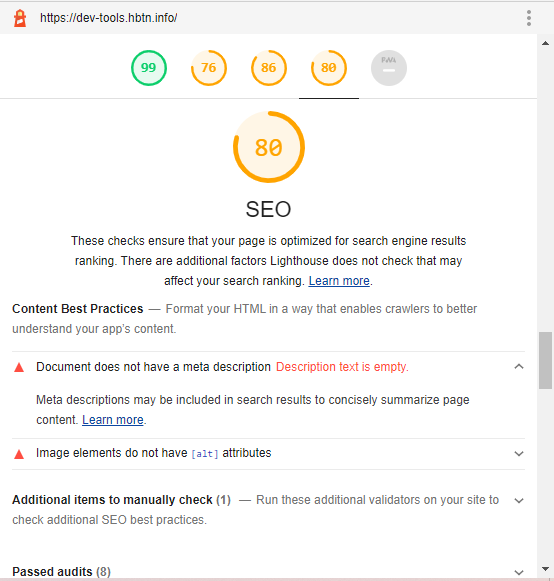 https://dev-tools.hbtn.info/
99 76 86 80 PWA
80
SEO
These checks ensure that your page is optimized for search engine results
ranking. There are additional factors Lighthouse does not check that may
affect your search ranking. Learn more.
Content Best Practices — Format your HTML in a way that enables crawlers to better
understand your app's content.
Document does not have a meta description Description text is empty.
Meta descriptions may be included in search results to concisely summarize page
content. Learn more.
Image elements do not have [alt] attributes
Additional items to manually check (1) — Run these additional validators on your site to
check additional SEO best practices.
Passed audits (8)